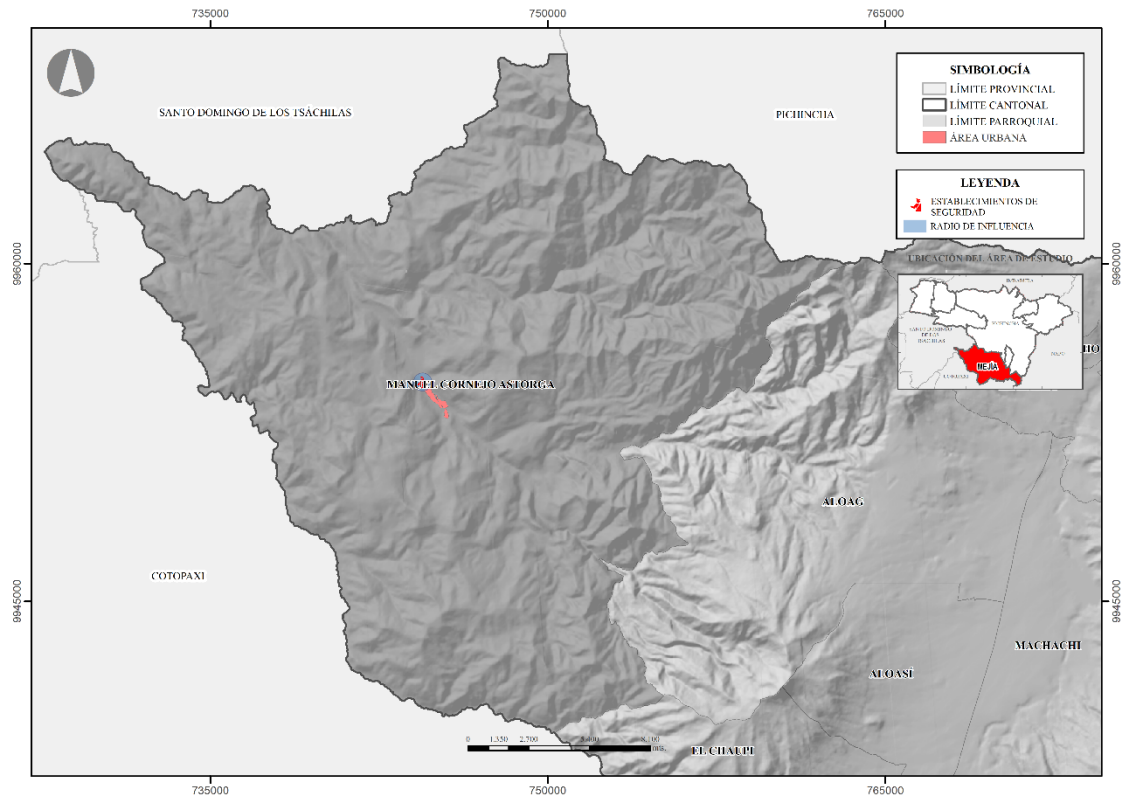 735000
750000
765000
SIMBOLOGÍA
LÍMITE PROVINCIAL
LÍMITE CANTONAL
LÍMITE PARROQUIAL
ÁREA URBANA
SANTO DOMINGO DE LOS TSÁCHILAS
PICHINCHA
LEYENDA
ESTABLECIMIENTOS DE
SEGURIDAD
RADIO DE INFLUENCIA
9960000
9960000
UBICACIÓN DEL ÁREA DE ESTUDIO
MEJÍA
MANUEL CORNEJO ASTORGA
ALOAG
COTOPAXI
9945000
9945000
MACHACHI
ALOASÍ
EL CHAUPI
0 1.350 2.700 5.400 8.100
735000
750000
765000